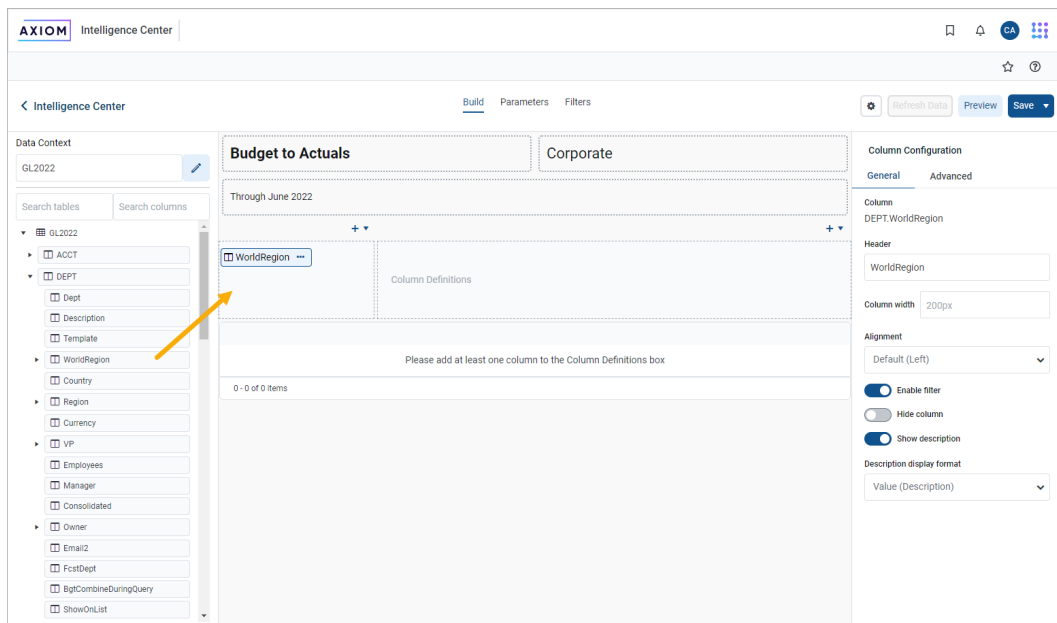 AXIOM Intelligence Center
CA
Intelligence Center
Build Parameters Filters
Refresh Data Preview Save
Data Context
GL2022
Search tables Search columns
GL2022
ACCT
DEPT
Dept
Description
Template
WorldRegion
Country
Region
Currency
VP
Employees
Manager
Consolidated
Owner
Email2
FcstDept
BgtCombineDuringQuery
ShowOnList
Budget to Actuals
Corporate
Through June 2022
WorldRegion
Column Definitions
Please add at least one column to the Column Definitions box
0 - 0 of 0 items
Column Configuration
General Advanced
Column
DEPT.WorldRegion
Header
WorldRegion
Column width 200px
Alignment
Default (Left)
Enable filter
Hide column
Show description
Description display format
Value (Description)